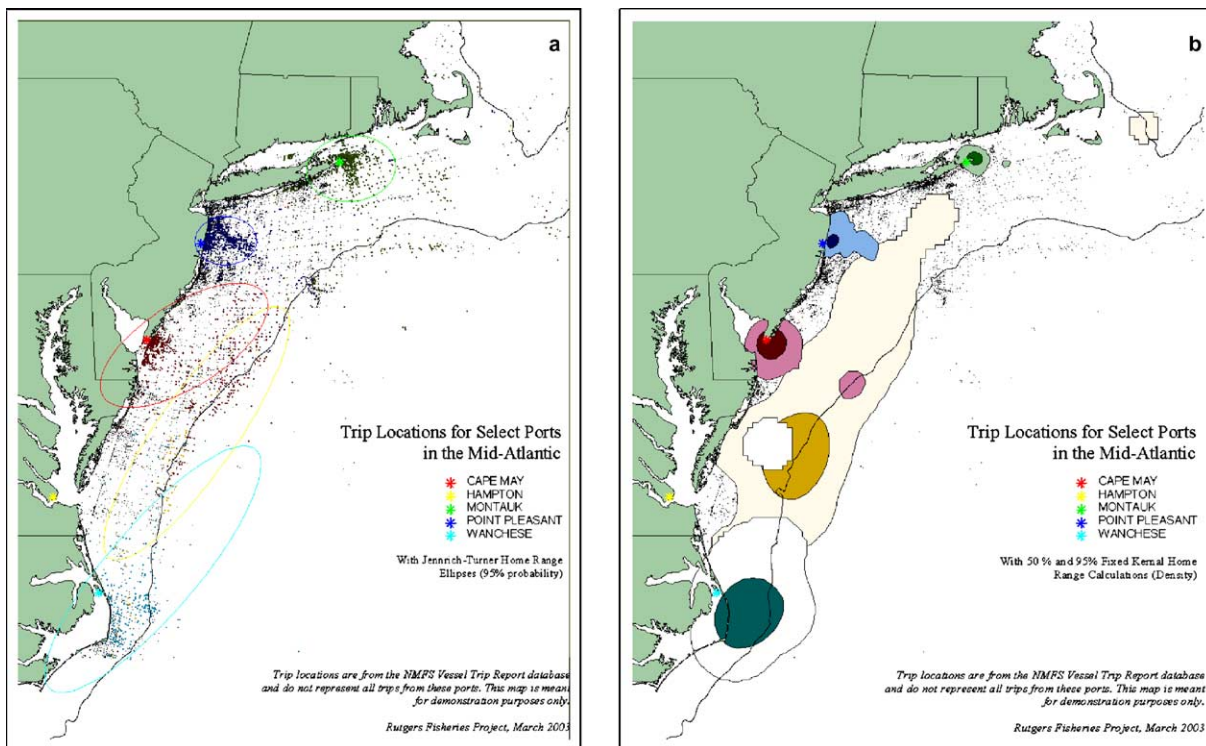 a
Trip Locations for Select Ports
in the Mid-Atlantic
CAPE MAY
HAMPTON
MONTAUK
POINT PLEASANT
WANCHESE
With Jennrich-Turner Home Range
Ellipses (95% probability)
Trip locations are from the NMFS Vessel Trip Report database
and do not represent all trips from these ports. This map is meant
for demonstration purposes only.
Rutgers Fisheries Project, March 2003
b
Trip Locations for Select Ports
in the Mid-Atlantic
CAPE MAY
HAMPTON
MONTAUK
POINT PLEASANT
WANCHESE
With 50 % and 95% Fixed Kernal Home
Range Calculations (Density)
Trip locations are from the NMFS Vessel Trip Report database
and do not represent all trips from these ports. This map is meant
for demonstration purposes only.
Rutgers Fisheries Project, March 2003